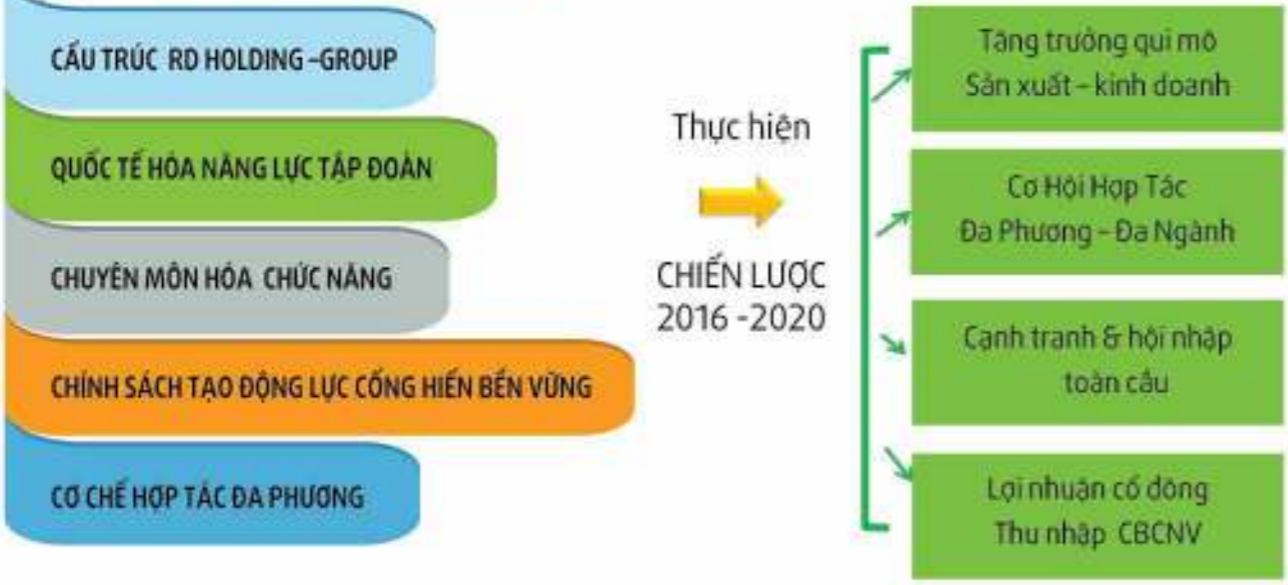 CẤU TRÚC RD HOLDING –GROUP
QUỐC TẾ HÓA NĂNG LỰC TẬP ĐOÀN
CHUYÊN MÔN HÓA CHỨC NĂNG
CHÍNH SÁCH TẠO ĐỘNG LỰC CỐNG HIẾN BỀN VỮNG
CƠ CHẾ HỢP TÁC ĐA PHƯƠNG
Thực hiện
CHIẾN LƯỢC
2016 -2020
Tăng trưởng qui mô
Sản xuất – kinh doanh
Cơ Hội Hợp Tác
Đa Phương – Đa Ngành
Cạnh tranh & hội nhập
toàn cầu
Lợi nhuận cổ đông
Thu nhập CBCNV